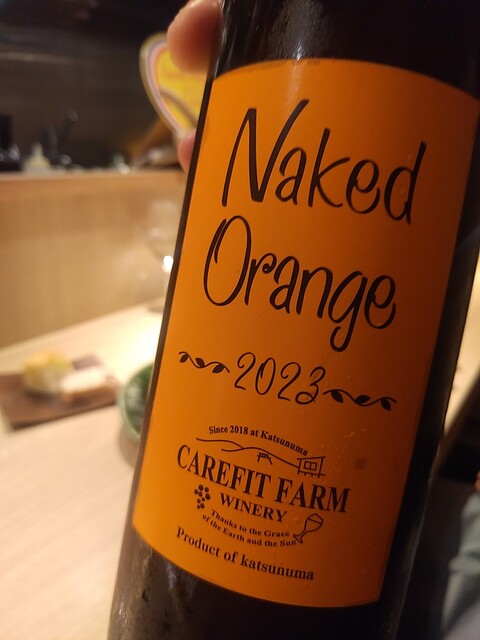 Naked
Orange
2023
Since 2018 at Katsunuma
CAREFIT FARM
WINERY
Thanks to the Grace
of the Earth and the Sun
Product of katsunuma